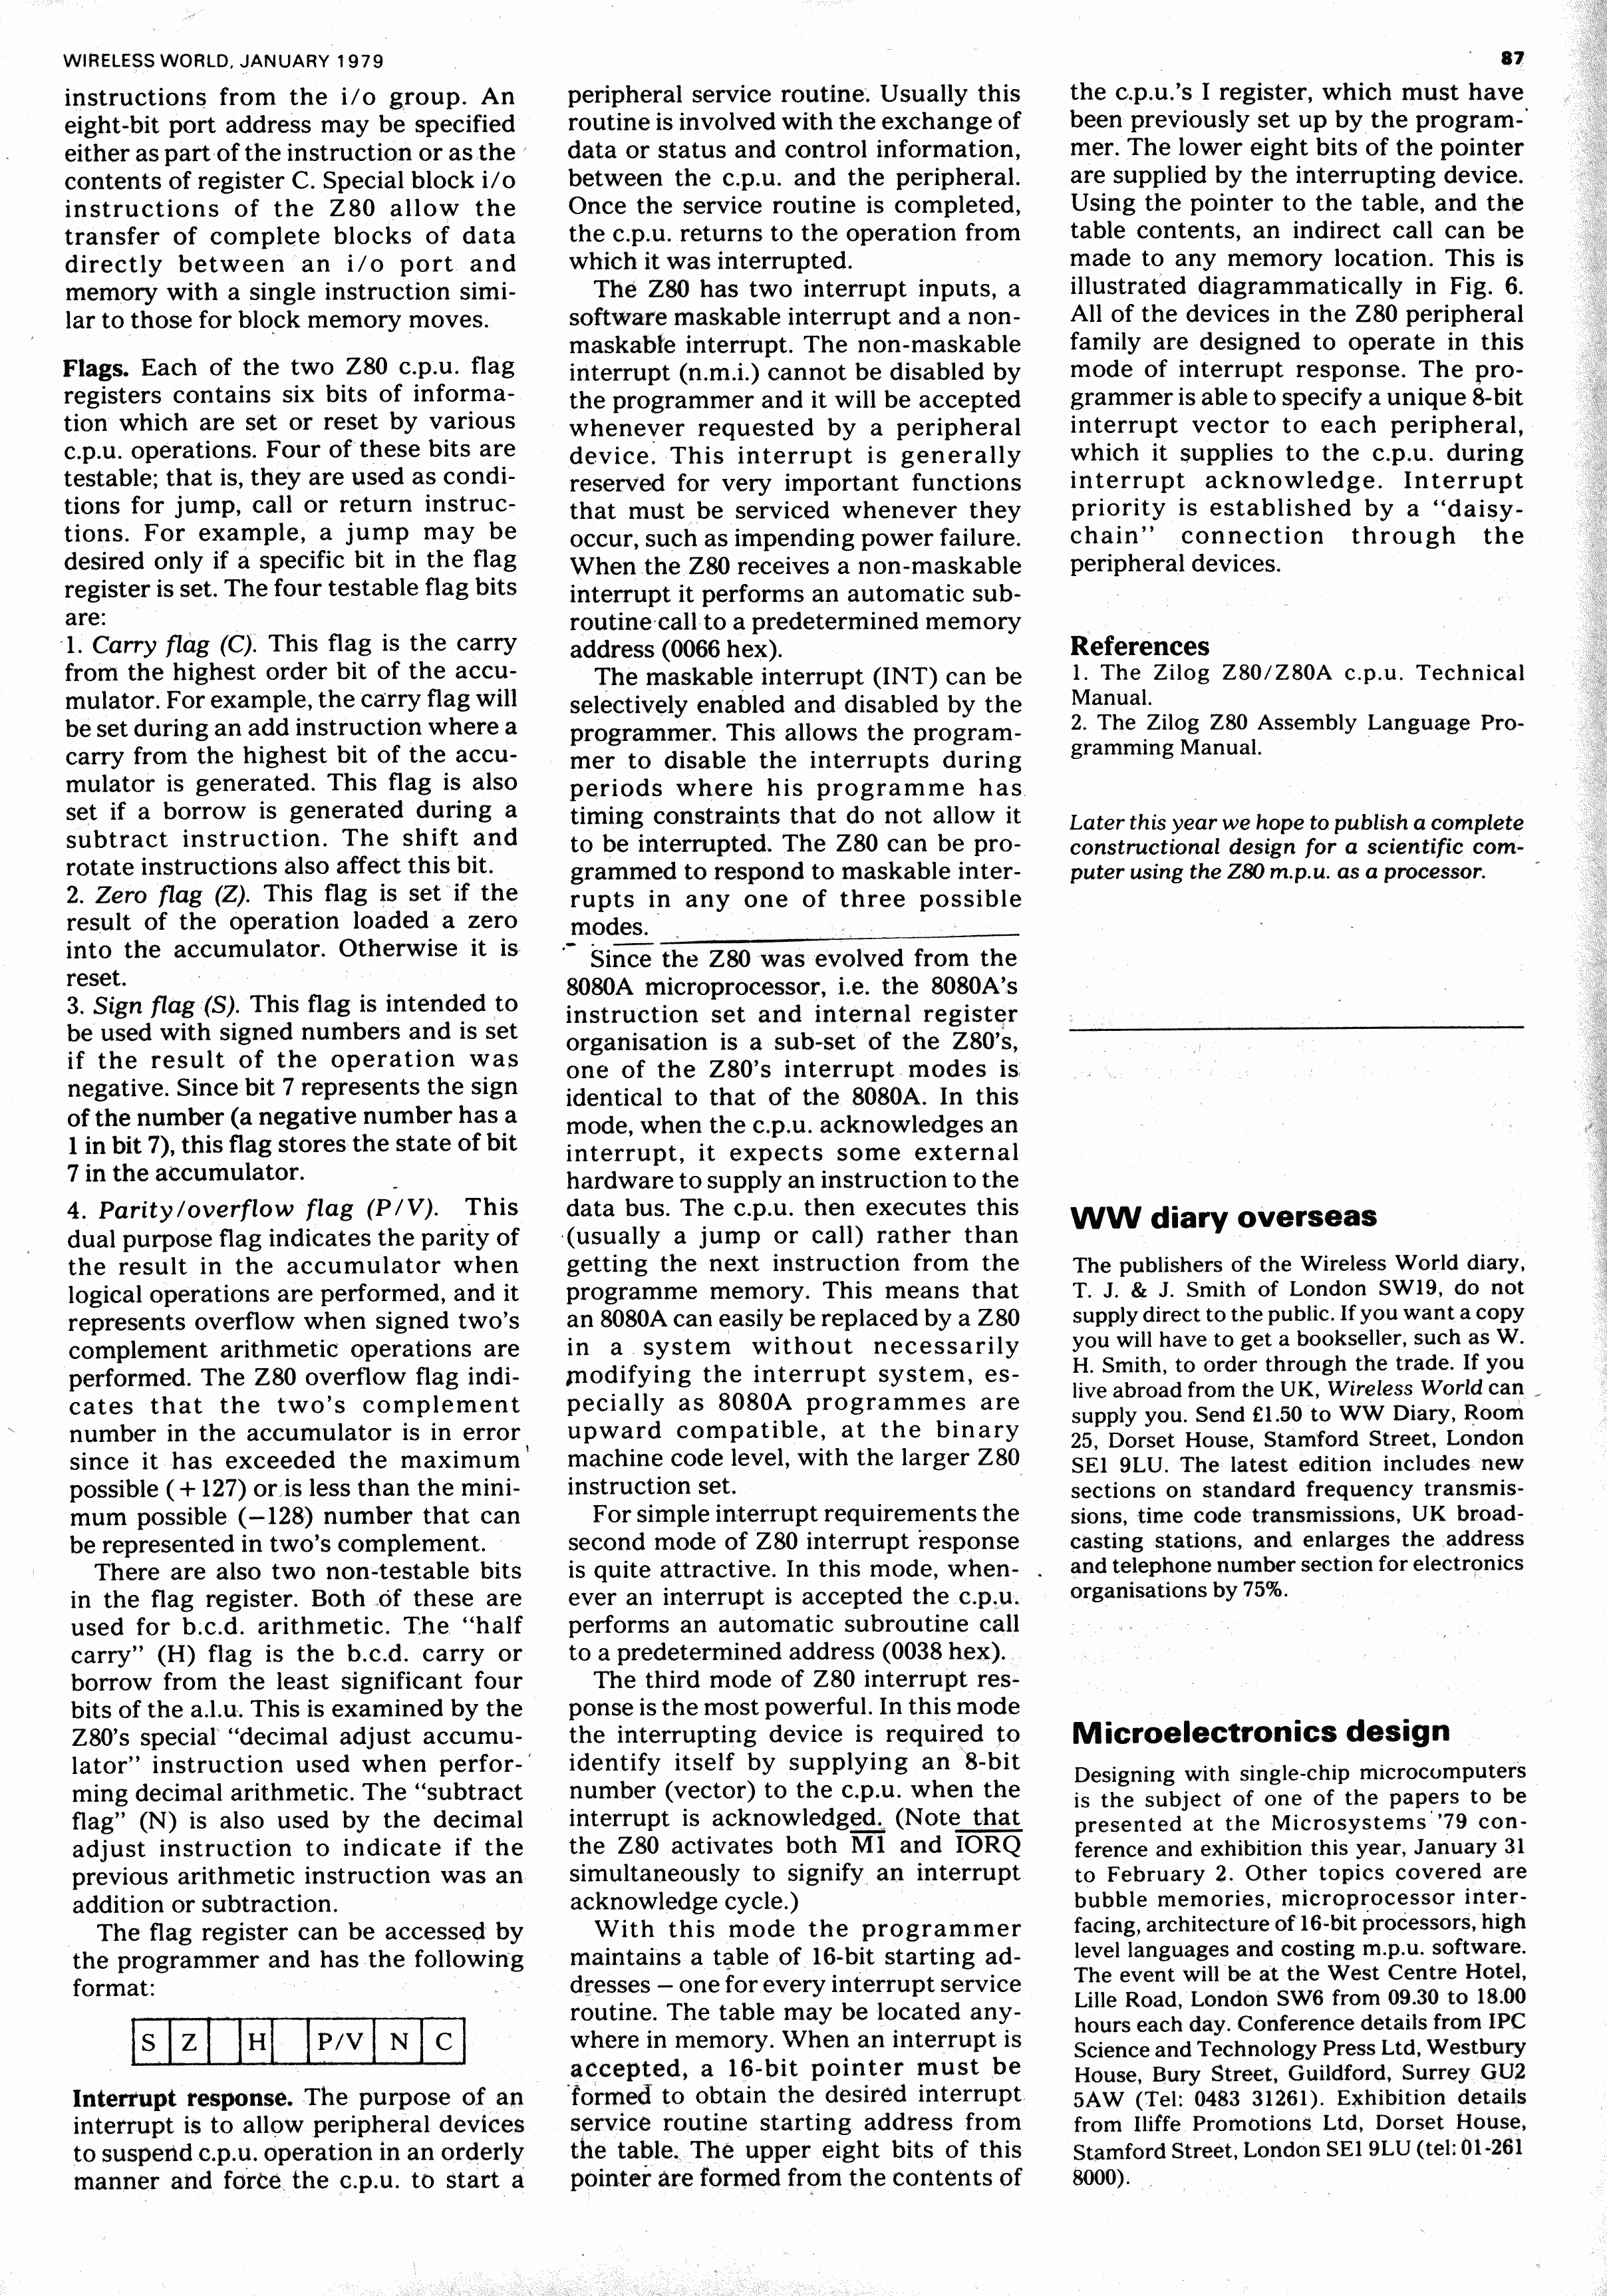 WIRELESS WORLD, JANUARY 1979
87
instructions from the i/o group. An
eight-bit port address may be specified
either as part of the instruction or as the
contents of register C. Special block i/o
instructions of the Z80 allow the
transfer of complete blocks of data
directly between an i/o port and
memory with a single instruction simi-
lar to those for block memory moves.
Flags. Each of the two Z80 c.p.u. flag
registers contains six bits of informa-
tion which are set or reset by various
c.p.u. operations. Four of these bits are
testable; that is, they are used as condi-
tions for jump, call or return instruc-
tions. For example, a jump may be
desired only if a specific bit in the flag
register is set. The four testable flag bits
are:
1. Carry flag (C). This flag is the carry
from the highest order bit of the accu-
mulator. For example, the carry flag will
be set during an add instruction where a
carry from the highest bit of the accu-
mulator is generated. This flag is also
set if a borrow is generated during a
subtract instruction. The shift and
rotate instructions also affect this bit.
2. Zero flag (Z). This flag is set if the
result of the operation loaded a zero
into the accumulator. Otherwise it is
reset.
3. Sign flag (S). This flag is intended to
be used with signed numbers and is set
if the result of the operation was
negative. Since bit 7 represents the sign
of the number (a negative number has a
1 in bit 7), this flag stores the state of bit
7 in the accumulator.
4. Parity/overflow flag (P/V). This
dual purpose flag indicates the parity of
the result in the accumulator when
logical operations are performed, and it
represents overflow when signed two's
complement arithmetic operations are
performed. The Z80 overflow flag indi-
cates that the two's complement
number in the accumulator is in error
since it has exceeded the maximum
possible (+127) or is less than the mini-
mum possible (−128) number that can
be represented in two's complement.
There are also two non-testable bits
in the flag register. Both of these are
used for b.c.d. arithmetic. The "half
carry" (H) flag is the b.c.d. carry or
borrow from the least significant four
bits of the a.l.u. This is examined by the
Z80's special "decimal adjust accumu-
lator" instruction used when perfor-
ming decimal arithmetic. The "subtract
flag" (N) is also used by the decimal
adjust instruction to indicate if the
previous arithmetic instruction was an
addition or subtraction.
The flag register can be accessed by
the programmer and has the following
format:
S Z H P/V N C
Interrupt response. The purpose of an
interrupt is to allow peripheral devices
to suspend c.p.u. operation in an orderly
manner and force the c.p.u. to start a
peripheral service routine. Usually this
routine is involved with the exchange of
data or status and control information,
between the c.p.u. and the peripheral.
Once the service routine is completed,
the c.p.u. returns to the operation from
which it was interrupted.
The Z80 has two interrupt inputs, a
software maskable interrupt and a non-
maskable interrupt. The non-maskable
interrupt (n.m.i.) cannot be disabled by
the programmer and it will be accepted
whenever requested by a peripheral
device. This interrupt is generally
reserved for very important functions
that must be serviced whenever they
occur, such as impending power failure.
When the Z80 receives a non-maskable
interrupt it performs an automatic sub-
routine call to a predetermined memory
address (0066 hex).
The maskable interrupt (INT) can be
selectively enabled and disabled by the
programmer. This allows the program-
mer to disable the interrupts during
periods where his programme has
timing constraints that do not allow it
to be interrupted. The Z80 can be pro-
grammed to respond to maskable inter-
rupts in any one of three possible
modes.
Since the Z80 was evolved from the
8080A microprocessor, i.e. the 8080A's
instruction set and internal register
organisation is a sub-set of the Z80's,
one of the Z80's interrupt modes is
identical to that of the 8080A. In this
mode, when the c.p.u. acknowledges an
interrupt, it expects some external
hardware to supply an instruction to the
data bus. The c.p.u. then executes this
(usually a jump or call) rather than
getting the next instruction from the
programme memory. This means that
an 8080A can easily be replaced by a Z80
in a system without necessarily
modifying the interrupt system, es-
pecially as 8080A programmes are
upward compatible, at the binary
machine code level, with the larger Z80
instruction set.
For simple interrupt requirements the
second mode of Z80 interrupt response
is quite attractive. In this mode, when-
ever an interrupt is accepted the c.p.u.
performs an automatic subroutine call
to a predetermined address (0038 hex).
The third mode of Z80 interrupt res-
ponse is the most powerful. In this mode
the interrupting device is required to
identify itself by supplying an 8-bit
number (vector) to the c.p.u. when the
interrupt is acknowledged. (Note that
the Z80 activates both M̅1̅ and I̅O̅R̅Q̅
simultaneously to signify an interrupt
acknowledge cycle.)
With this mode the programmer
maintains a table of 16-bit starting ad-
dresses — one for every interrupt service
routine. The table may be located any-
where in memory. When an interrupt is
accepted, a 16-bit pointer must be
formed to obtain the desired interrupt
service routine starting address from
the table. The upper eight bits of this
pointer are formed from the contents of
the c.p.u.'s I register, which must have
been previously set up by the program-
mer. The lower eight bits of the pointer
are supplied by the interrupting device.
Using the pointer to the table, and the
table contents, an indirect call can be
made to any memory location. This is
illustrated diagrammatically in Fig. 6.
All of the devices in the Z80 peripheral
family are designed to operate in this
mode of interrupt response. The pro-
grammer is able to specify a unique 8-bit
interrupt vector to each peripheral,
which it supplies to the c.p.u. during
interrupt acknowledge. Interrupt
priority is established by a "daisy-
chain" connection through the
peripheral devices.
References
1. The Zilog Z80/Z80A c.p.u. Technical
Manual.
2. The Zilog Z80 Assembly Language Pro-
gramming Manual.
Later this year we hope to publish a complete
constructional design for a scientific com-
puter using the Z80 m.p.u. as a processor.
WW diary overseas
The publishers of the Wireless World diary,
T. J. & J. Smith of London SW19, do not
supply direct to the public. If you want a copy
you will have to get a bookseller, such as W.
H. Smith, to order through the trade. If you
live abroad from the UK, Wireless World can
supply you. Send £1.50 to WW Diary, Room
25, Dorset House, Stamford Street, London
SE1 9LU. The latest edition includes new
sections on standard frequency transmis-
sions, time code transmissions, UK broad-
casting stations, and enlarges the address
and telephone number section for electronics
organisations by 75%.
Microelectronics design
Designing with single-chip microcomputers
is the subject of one of the papers to be
presented at the Microsystems '79 con-
ference and exhibition this year, January 31
to February 2. Other topics covered are
bubble memories, microprocessor inter-
facing, architecture of 16-bit processors, high
level languages and costing m.p.u. software.
The event will be at the West Centre Hotel,
Lille Road, London SW6 from 09.30 to 18.00
hours each day. Conference details from IPC
Science and Technology Press Ltd, Westbury
House, Bury Street, Guildford, Surrey GU2
5AW (Tel: 0483 31261). Exhibition details
from Iliffe Promotions Ltd, Dorset House,
Stamford Street, London SE1 9LU (tel: 01-261
8000).